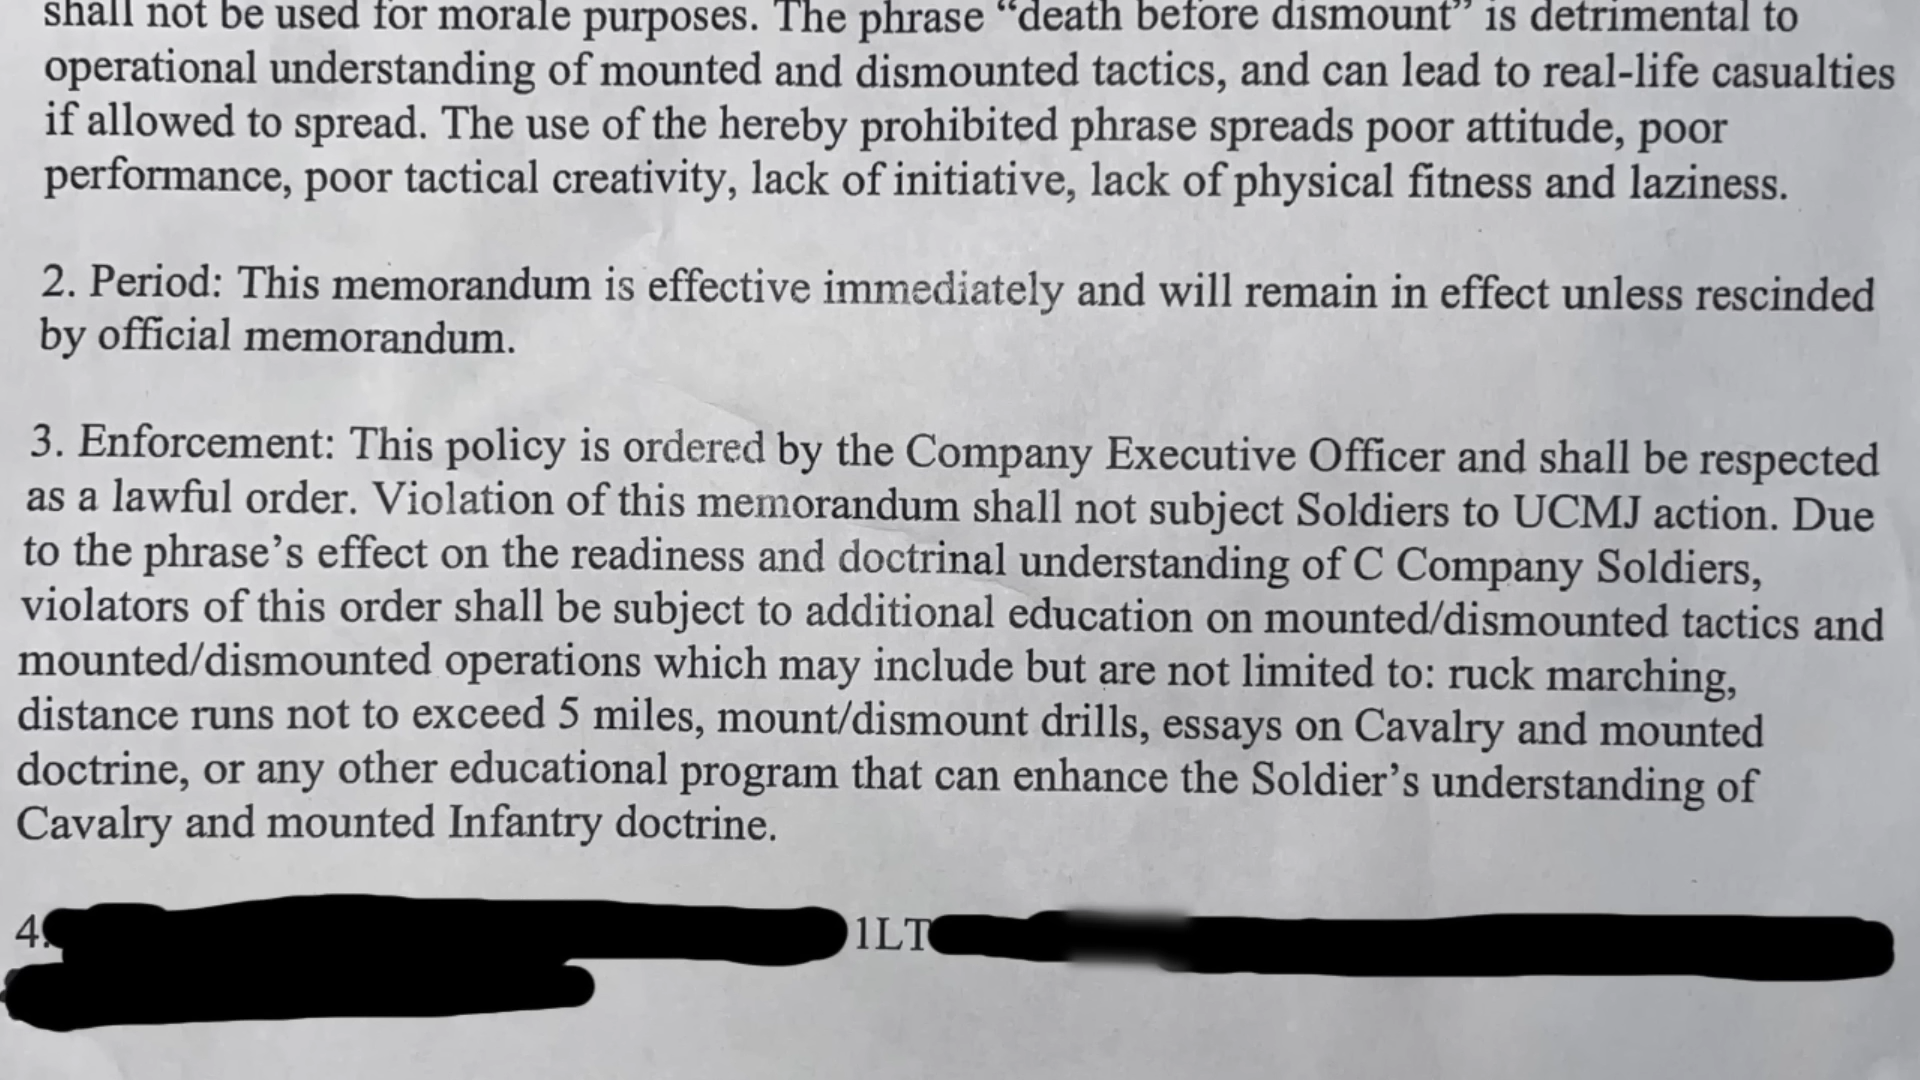 shall not be used for morale purposes. The phrase “death before dismount” is detrimental to
operational understanding of mounted and dismounted tactics, and can lead to real-life casualties
if allowed to spread. The use of the hereby prohibited phrase spreads poor attitude, poor
performance, poor tactical creativity, lack of initiative, lack of physical fitness and laziness.
2. Period: This memorandum is effective immediately and will remain in effect unless rescinded
by official memorandum.
3. Enforcement: This policy is ordered by the Company Executive Officer and shall be respected
as a lawful order. Violation of this memorandum shall not subject Soldiers to UCMJ action. Due
to the phrase’s effect on the readiness and doctrinal understanding of C Company Soldiers,
violators of this order shall be subject to additional education on mounted/dismounted tactics and
mounted/dismounted operations which may include but are not limited to: ruck marching,
distance runs not to exceed 5 miles, mount/dismount drills, essays on Cavalry and mounted
doctrine, or any other educational program that can enhance the Soldier’s understanding of
Cavalry and mounted Infantry doctrine.
4. 1LT